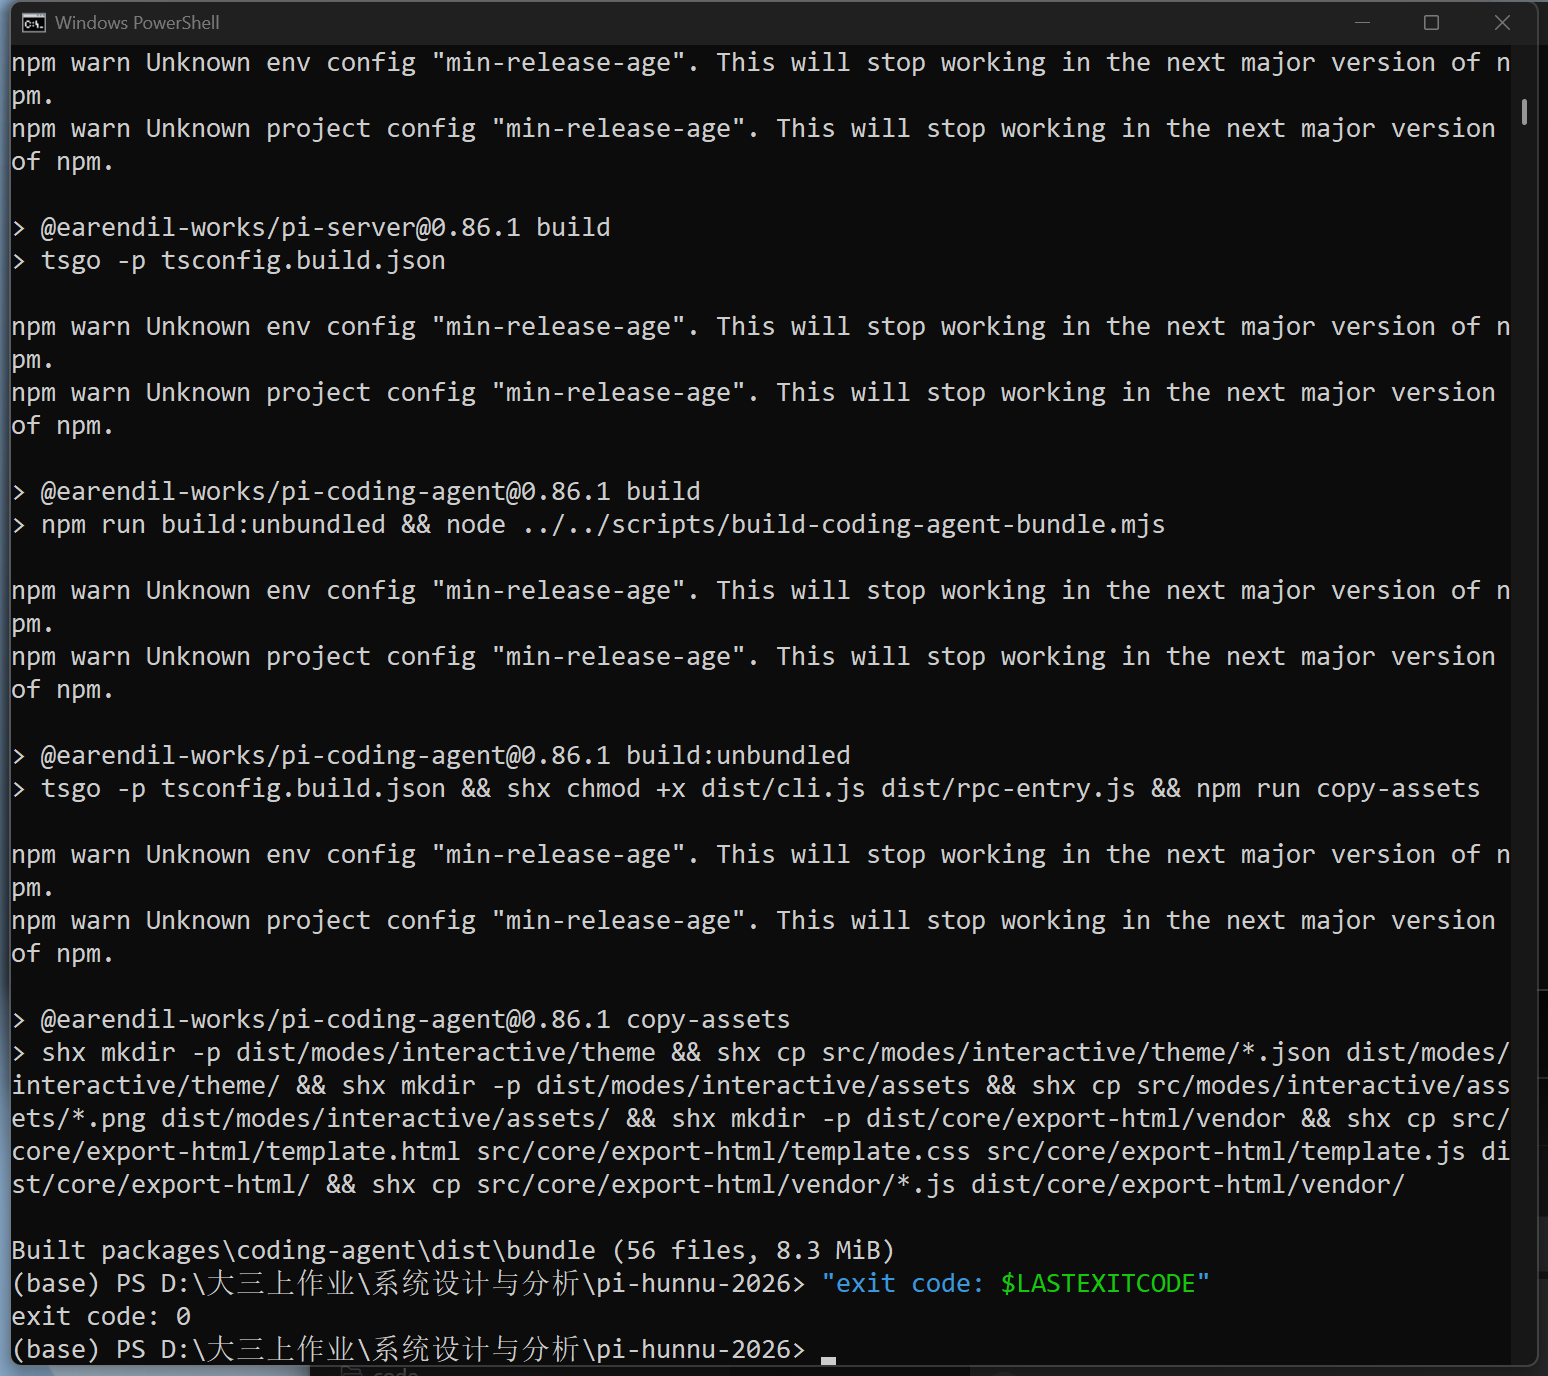 Windows PowerShell
npm warn Unknown env config "min-release-age". This will stop working in the next major version of n
pm.
npm warn Unknown project config "min-release-age". This will stop working in the next major version
of npm.
> @earendil-works/pi-server@0.86.1 build
> tsgo -p tsconfig.build.json
npm warn Unknown env config "min-release-age". This will stop working in the next major version of n
pm.
npm warn Unknown project config "min-release-age". This will stop working in the next major version
of npm.
> @earendil-works/pi-coding-agent@0.86.1 build
> npm run build:unbundled && node ../../scripts/build-coding-agent-bundle.mjs
npm warn Unknown env config "min-release-age". This will stop working in the next major version of n
pm.
npm warn Unknown project config "min-release-age". This will stop working in the next major version
of npm.
> @earendil-works/pi-coding-agent@0.86.1 build:unbundled
> tsgo -p tsconfig.build.json && shx chmod +x dist/cli.js dist/rpc-entry.js && npm run copy-assets
npm warn Unknown env config "min-release-age". This will stop working in the next major version of n
pm.
npm warn Unknown project config "min-release-age". This will stop working in the next major version
of npm.
> @earendil-works/pi-coding-agent@0.86.1 copy-assets
> shx mkdir -p dist/modes/interactive/theme && shx cp src/modes/interactive/theme/*.json dist/modes/
interactive/theme/ && shx mkdir -p dist/modes/interactive/assets && shx cp src/modes/interactive/ass
ets/*.png dist/modes/interactive/assets/ && shx mkdir -p dist/core/export-html/vendor && shx cp src/
core/export-html/template.html src/core/export-html/template.css src/core/export-html/template.js di
st/core/export-html/ && shx cp src/core/export-html/vendor/*.js dist/core/export-html/vendor/
Built packages\coding-agent\dist\bundle (56 files, 8.3 MiB)
(base) PS D:\大三上作业\系统设计与分析\pi-hunnu-2026> "exit code: $LASTEXITCODE"
exit code: 0
(base) PS D:\大三上作业\系统设计与分析\pi-hunnu-2026>